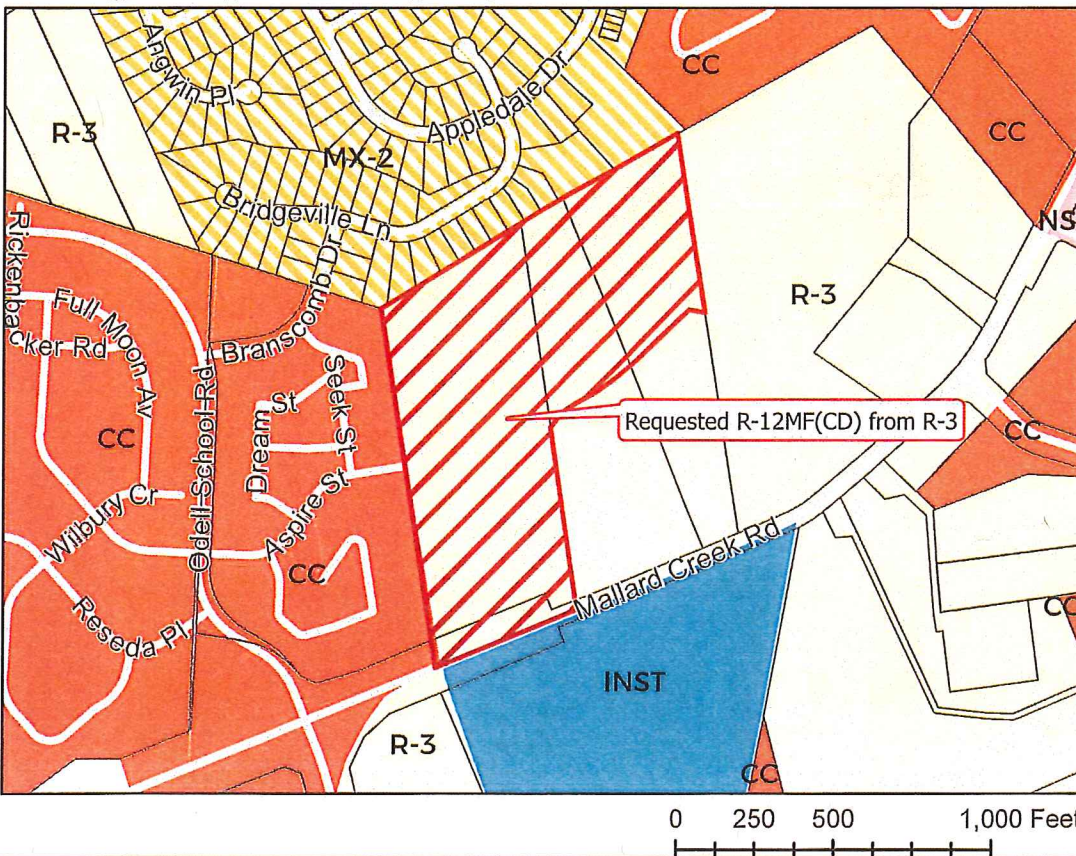 Angwin Pl
Appledale Dr
CC
CC
R-3
MX-2
Bridgeville Ln
Rickenbacker Rd
Branscomb Dr
NS
R-3
Full Moon Av
Seek St
Dream St
Requested R-12MF(CD) from R-3
CC
CC
Odell School Rd
Wilbury Cr
Aspire St
CC
Mallard Creek Rd
CC
Reseda Pl
INST
R-3
CC
0 250 500 1,000 Feet